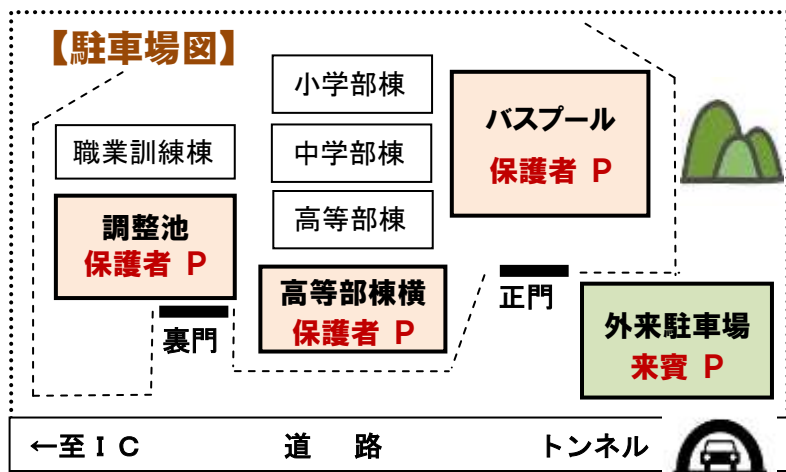 【駐車場図】
小学部棟
バスプール
保護者 P
職業訓練棟
中学部棟
調整池
保護者 P
高等部棟
高等部棟横
保護者 P
正門
裏門
外来駐車場
来賓 P
←至ＩＣ 道 路 トンネル